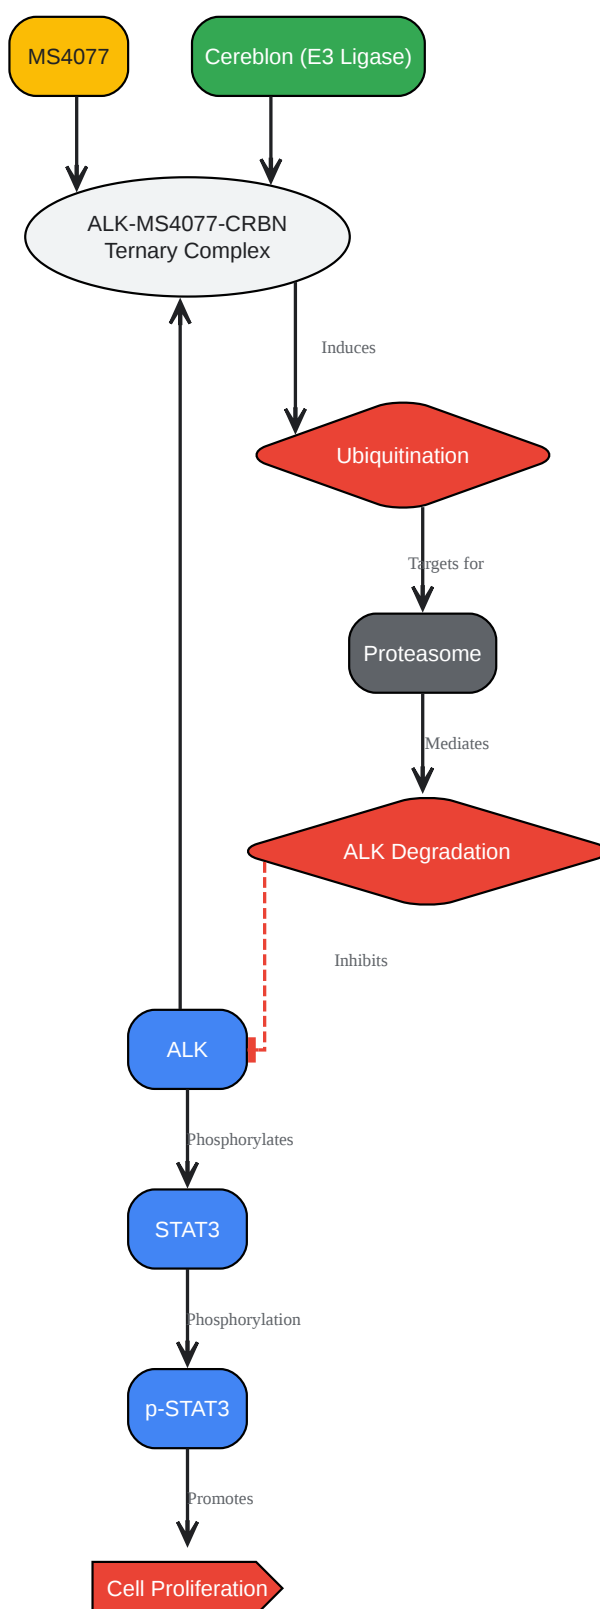 MS4077
Cereblon (E3 Ligase)
ALK-MS4077-CRBN
Ternary Complex
Induces
Ubiquitination
Targets for
Proteasome
Mediates
ALK Degradation
Inhibits
ALK
Phosphorylates
STAT3
Phosphorylation
p-STAT3
Promotes
Cell Proliferation